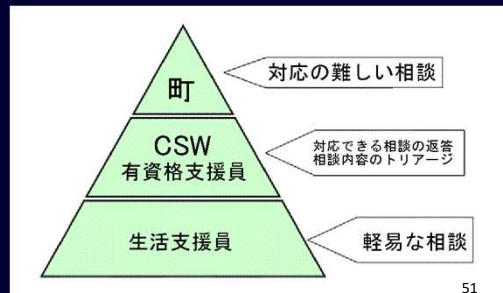 町
対応の難しい相談
CSW
有資格支援員
対応できる相談の返答
相談内容のトリアージ
生活支援員
軽易な相談
51